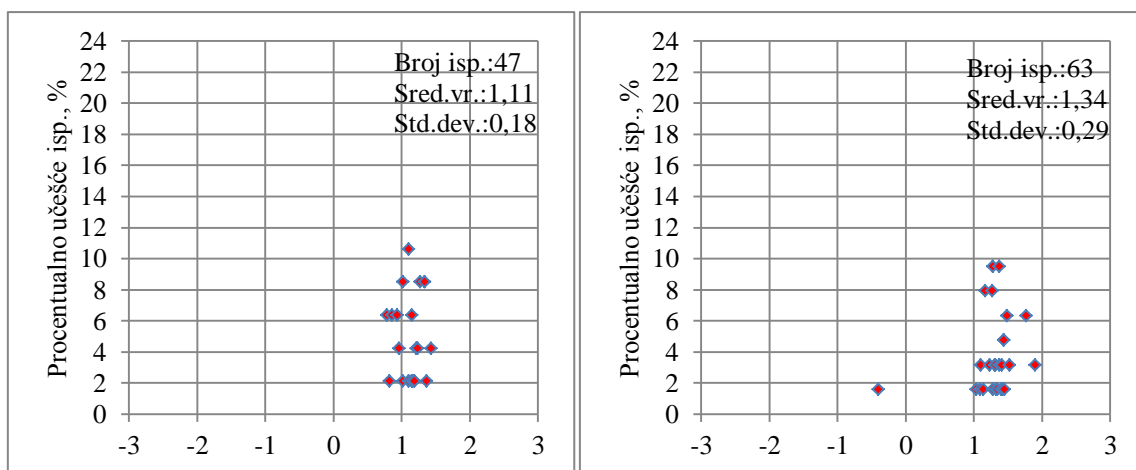 Procentualno učešće isp., %
24
22
20
18
16
14
12
10
8
6
4
2
0
-3 -2 -1 0 1 2 3
Broj isp.:47
Sred.vr.:1,11
Std.dev.:0,18
Procentualno učešće isp., %
24
22
20
18
16
14
12
10
8
6
4
2
0
-3 -2 -1 0 1 2 3
Broj isp.:63
Sred.vr.:1,34
Std.dev.:0,29